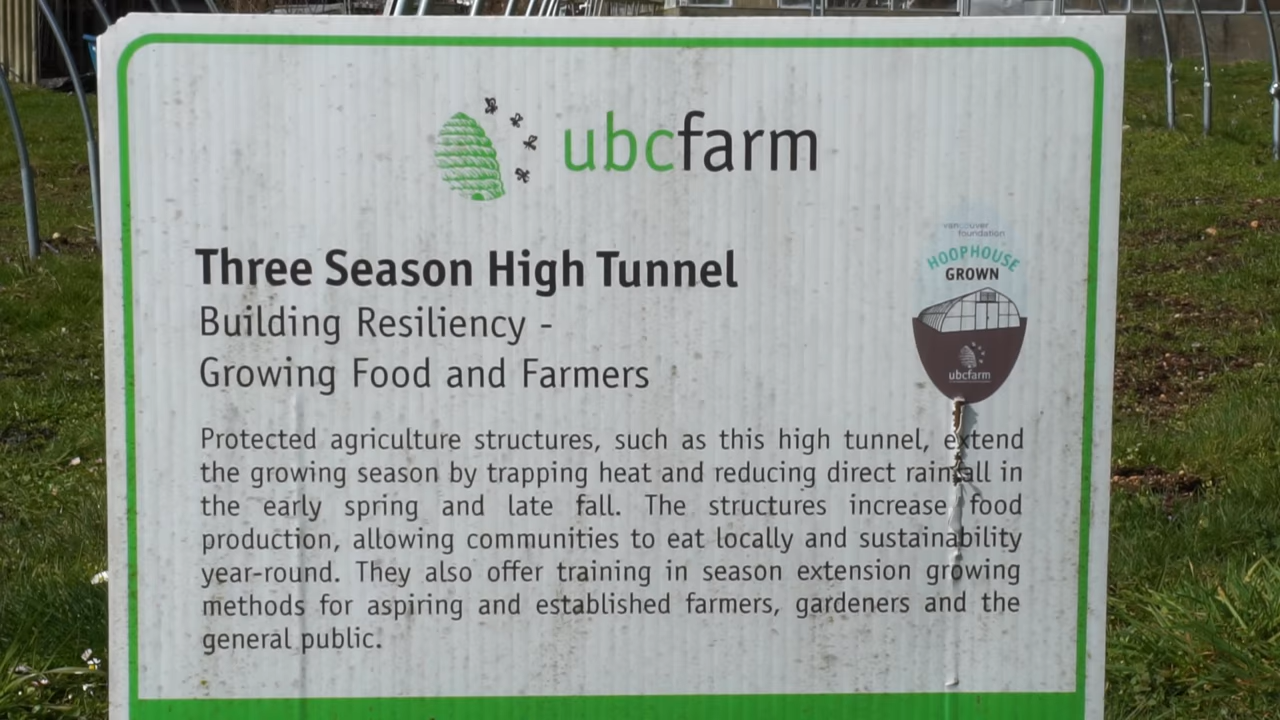 ubcfarm
vancouver
foundation
HOOPHOUSE
GROWN
ubcfarm
Three Season High Tunnel
Building Resiliency -
Growing Food and Farmers
Protected agriculture structures, such as this high tunnel, extend
the growing season by trapping heat and reducing direct rainfall in
the early spring and late fall. The structures increase food
production, allowing communities to eat locally and sustainability
year-round. They also offer training in season extension growing
methods for aspiring and established farmers, gardeners and the
general public.